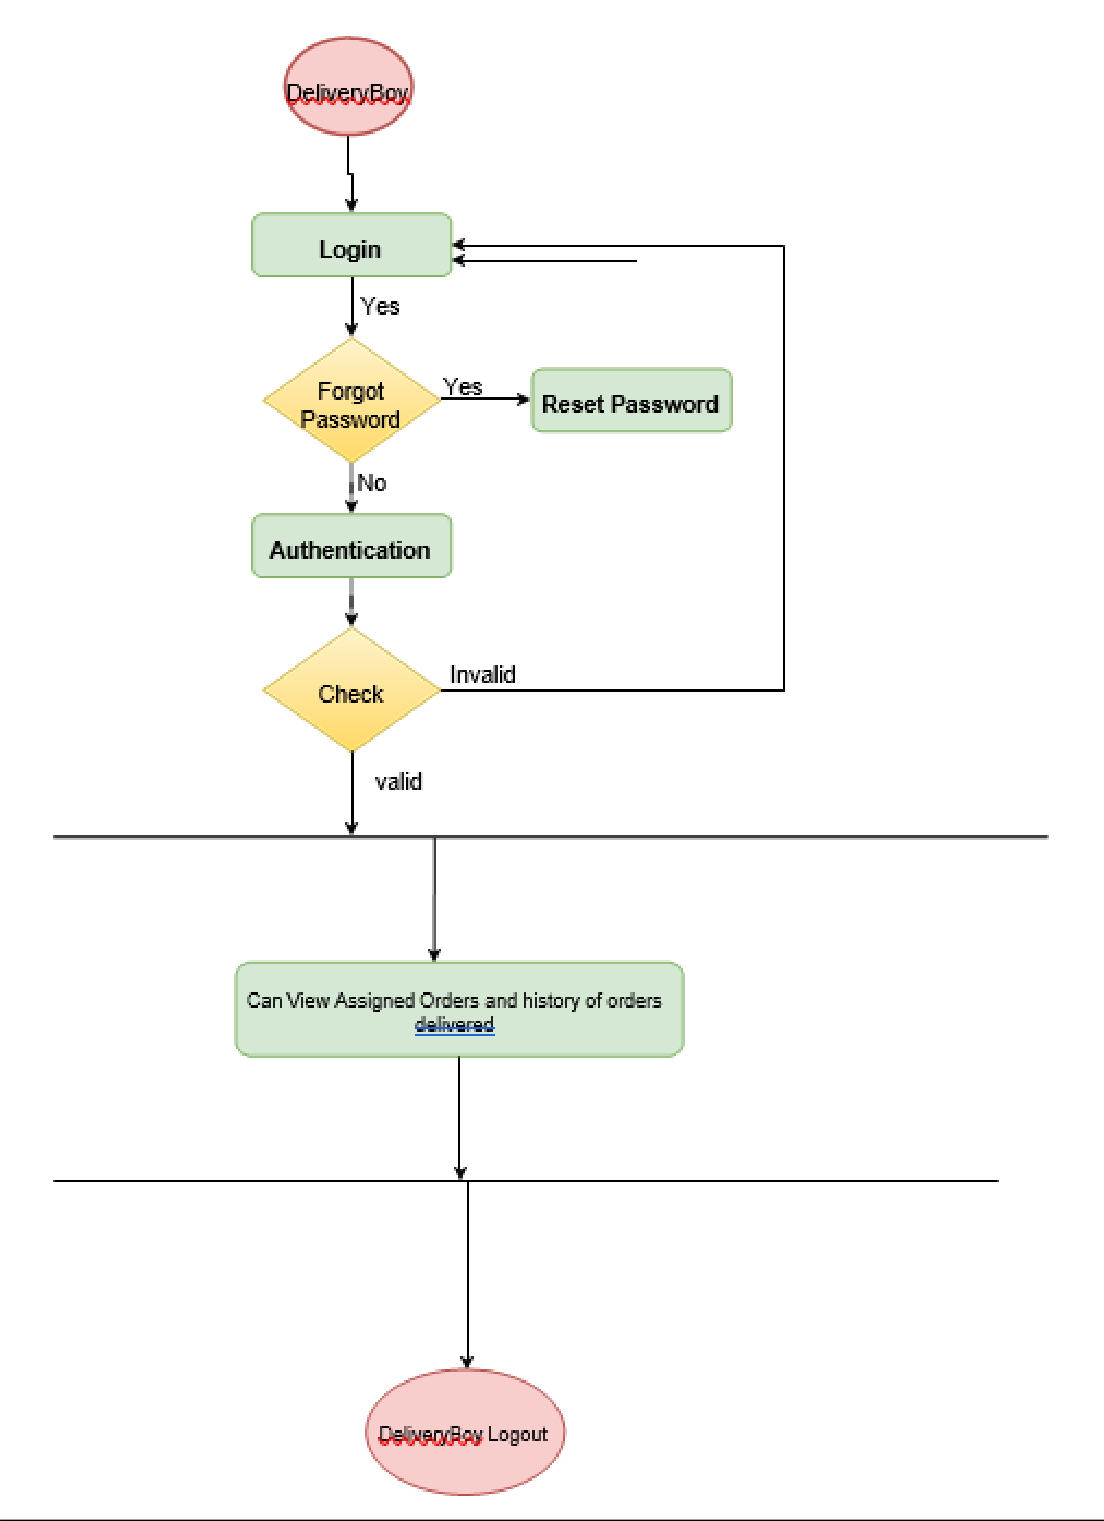 DeliveryBoy
Login
Yes
Forgot
Password
Yes
Reset Password
No
Authentication
Check
Invalid
valid
Can View Assigned Orders and history of orders
delivered
DeliveryBoy Logout